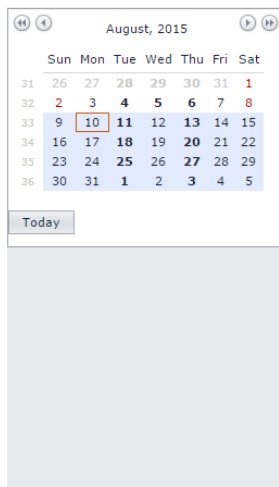 August, 2015
Sun Mon Tue Wed Thu Fri Sat
31 26 27 28 29 30 31 1
32 2 3 4 5 6 7 8
33 9 10 11 12 13 14 15
34 16 17 18 19 20 21 22
35 23 24 25 26 27 28 29
36 30 31 1 2 3 4 5
Today